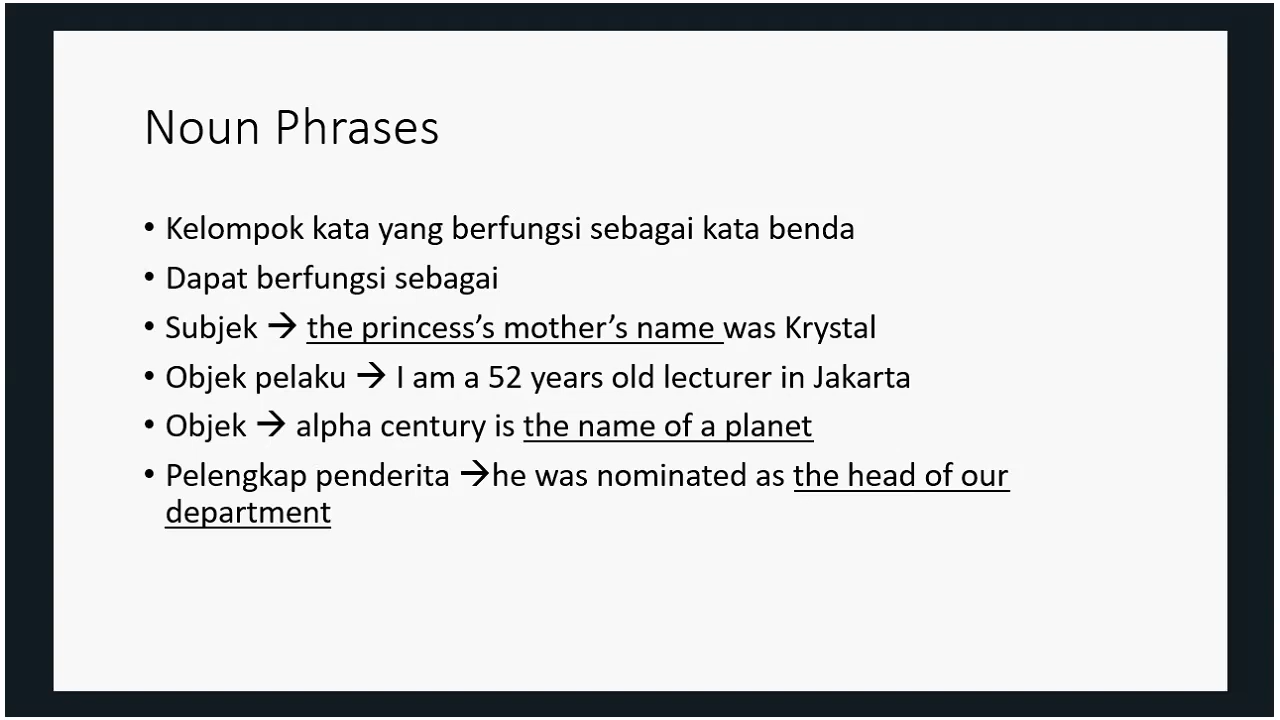 Noun Phrases
• Kelompok kata yang berfungsi sebagai kata benda
• Dapat berfungsi sebagai
• Subjek → the princess’s mother’s name was Krystal
• Objek pelaku → I am a 52 years old lecturer in Jakarta
• Objek → alpha century is the name of a planet
• Pelengkap penderita →he was nominated as the head of our
department